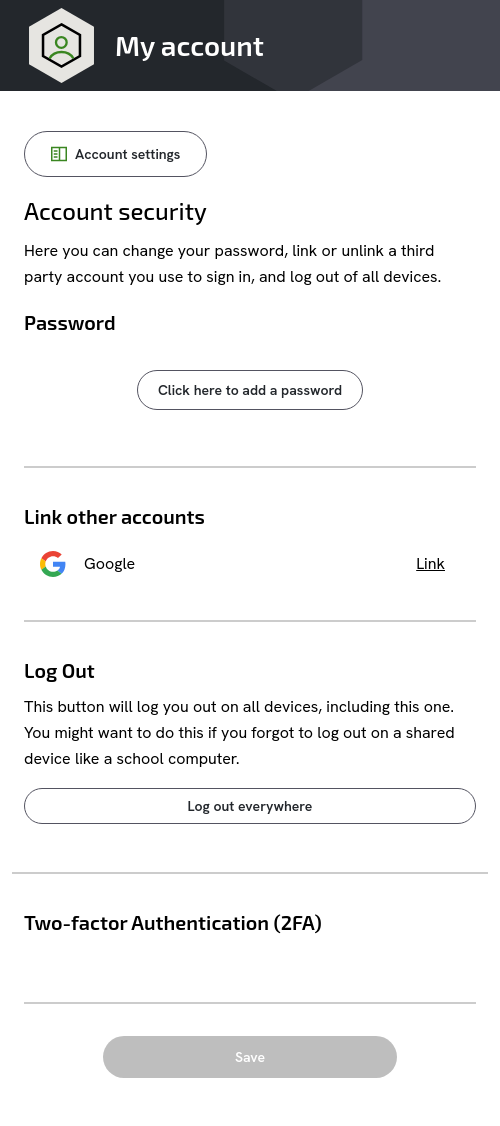 My account
Account settings
Account security
Here you can change your password, link or unlink a third
party account you use to sign in, and log out of all devices.
Password
Click here to add a password
Link other accounts
Google
Link
Log Out
This button will log you out on all devices, including this one.
You might want to do this if you forgot to log out on a shared
device like a school computer.
Log out everywhere
Two-factor Authentication (2FA)
Save